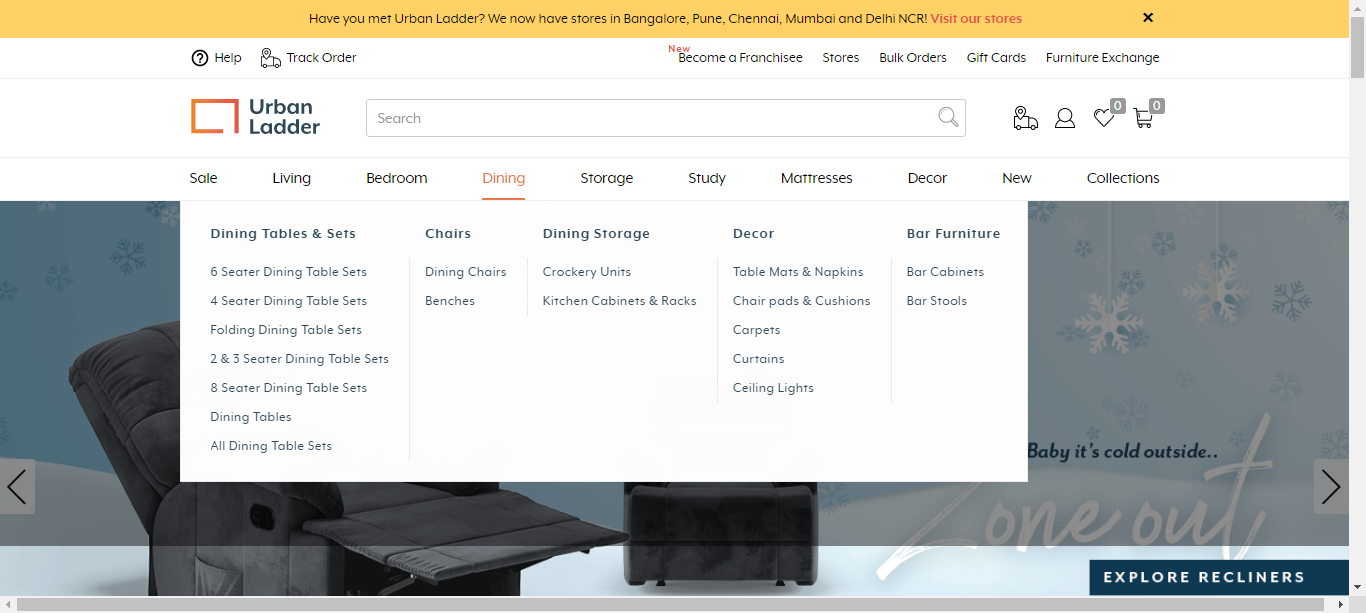 Have you met Urban Ladder? We now have stores in Bangalore, Pune, Chennai, Mumbai and Delhi NCR! Visit our stores
Help Track Order
New
Become a Franchisee Stores Bulk Orders Gift Cards Furniture Exchange
Urban
Ladder
Search
0 0
Sale Living Bedroom Dining Storage Study Mattresses Decor New Collections
Dining Tables & Sets
6 Seater Dining Table Sets
4 Seater Dining Table Sets
Folding Dining Table Sets
2 & 3 Seater Dining Table Sets
8 Seater Dining Table Sets
Dining Tables
All Dining Table Sets
Chairs
Dining Chairs
Benches
Dining Storage
Crockery Units
Kitchen Cabinets & Racks
Decor
Table Mats & Napkins
Chair pads & Cushions
Carpets
Curtains
Ceiling Lights
Bar Furniture
Bar Cabinets
Bar Stools
Baby it's cold outside..
Zone out
EXPLORE RECLINERS